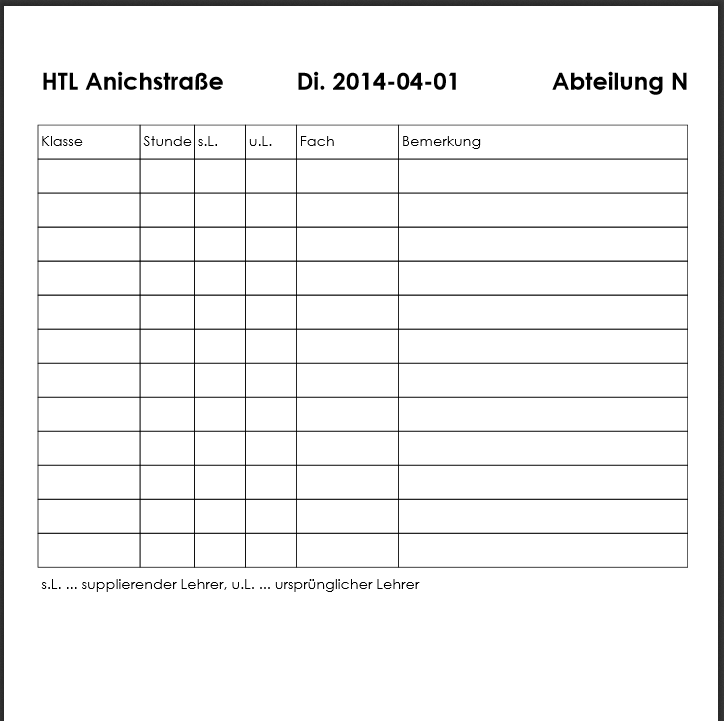 HTL Anichstraße Di. 2014-04-01 Abteilung N
Klasse Stunde s.L. u.L. Fach Bemerkung
s.L. ... supplierender Lehrer, u.L. ... ursprünglicher Lehrer